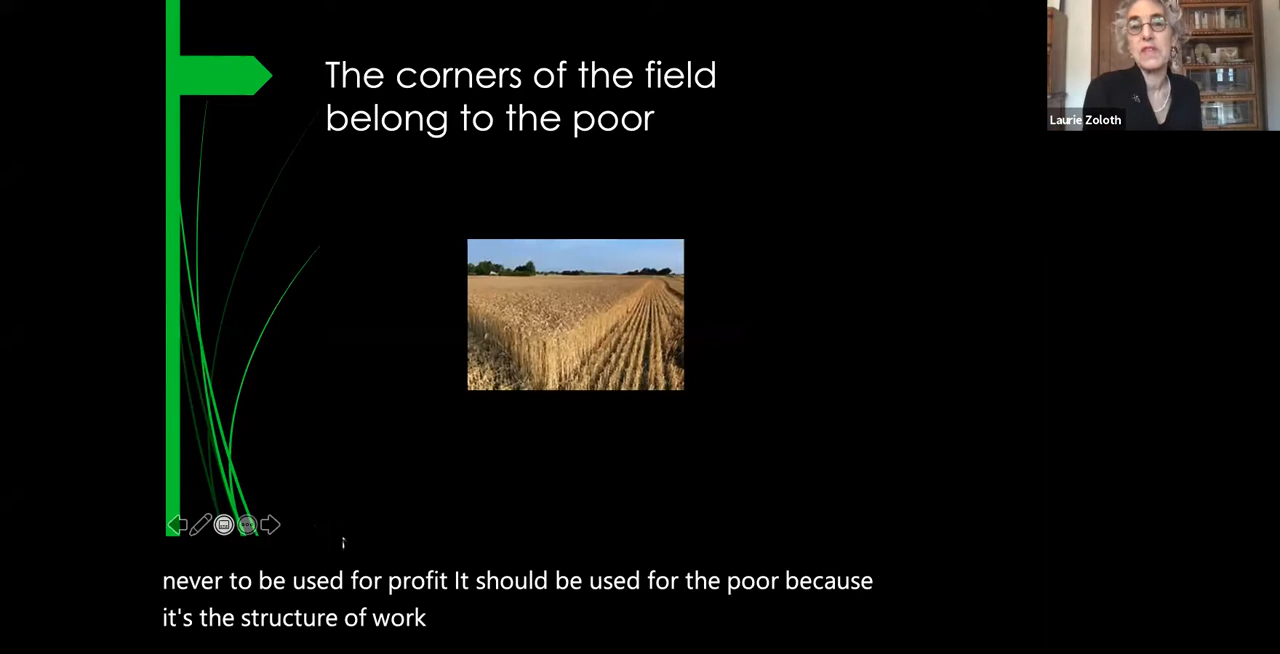 The corners of the field
belong to the poor
Laurie Zoloth
never to be used for profit It should be used for the poor because
it's the structure of work